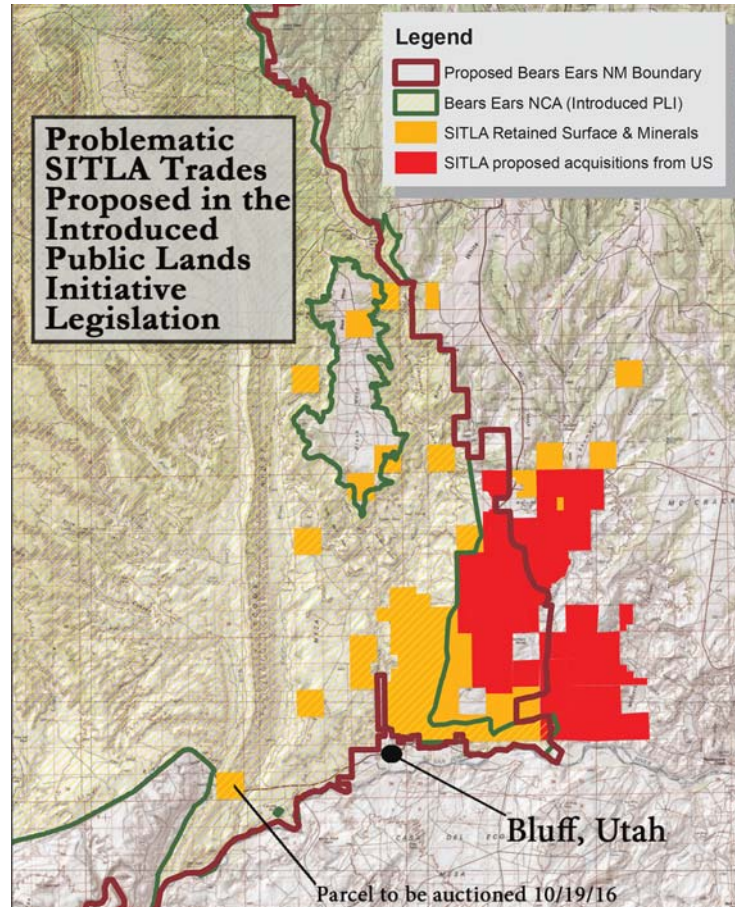 Legend
Proposed Bears Ears NM Boundary
Bears Ears NCA (Introduced PLI)
SITLA Retained Surface & Minerals
SITLA proposed acquisitions from US
Problematic
SITLA Trades
Proposed in the
Introduced
Public Lands
Initiative
Legislation
Bluff, Utah
Parcel to be auctioned 10/19/16